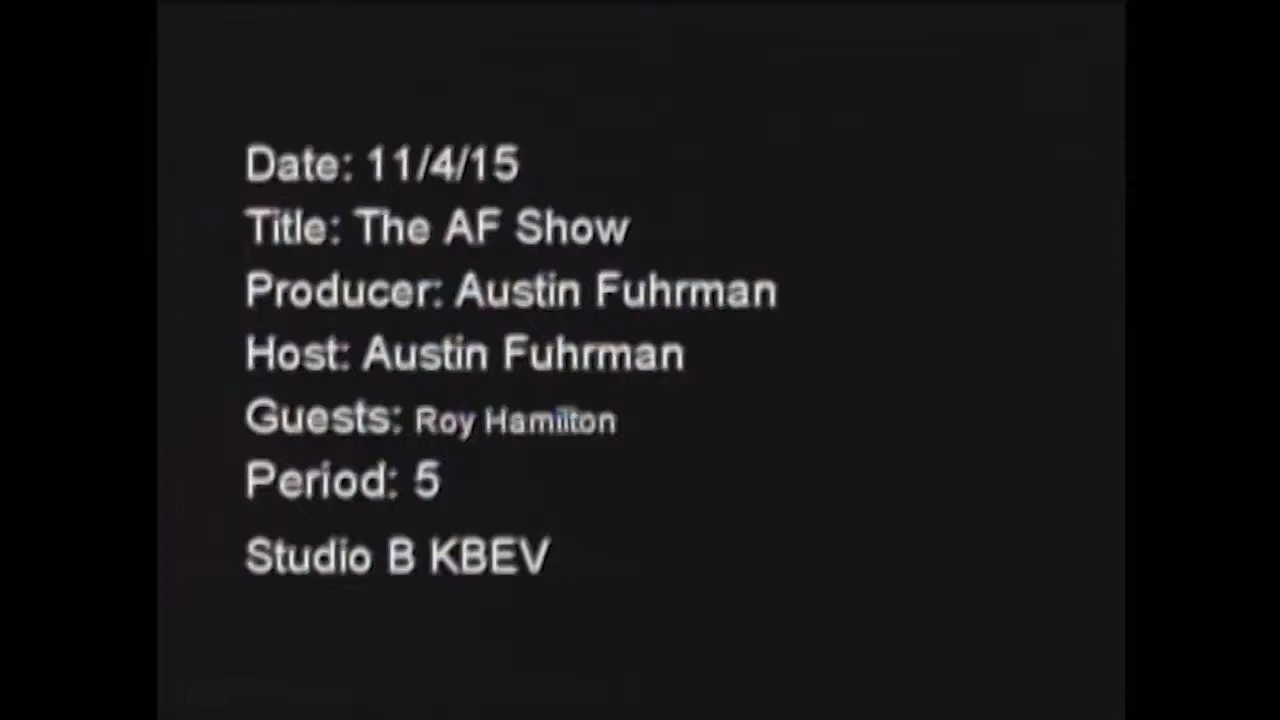 Date: 11/4/15
Title: The AF Show
Producer: Austin Fuhrman
Host: Austin Fuhrman
Guests: Roy Hamilton
Period: 5
Studio B KBEV